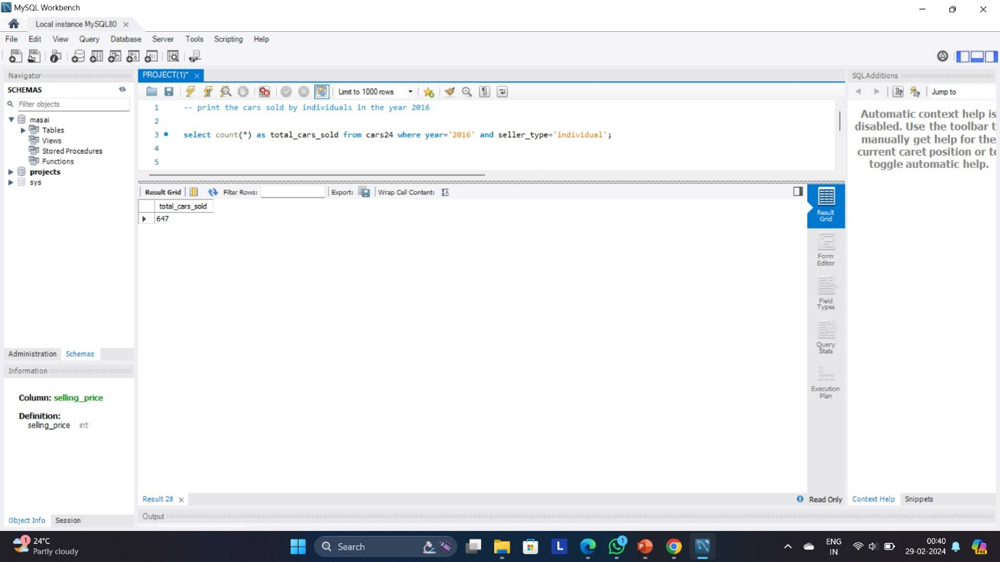 MySQL Workbench
Local instance MySQL80
File Edit View Query Database Server Tools Scripting Help
Navigator
SCHEMAS
Filter objects
masai
Tables
Views
Stored Procedures
Functions
projects
sys
Administration Schemas
Information
Column: selling_price
Definition:
selling_price int
Object Info Session
PROJECT(1)*
Limit to 1000 rows
1 -- print the cars sold by individuals in the year 2016
2
3 select count(*) as total_cars_sold from cars24 where year='2016' and seller_type='individual';
4
5
Result Grid Filter Rows: Export: Wrap Cell Content:
total_cars_sold
647
Result
Grid
Form
Editor
Field
Types
Query
Stats
Execution
Plan
Result 28
Read Only
Output
SQLAdditions
Jump to
Automatic context help is
disabled. Use the toolbar t
manually get help for the
current caret position or to
toggle automatic help.
Context Help Snippets
1
24°C
Partly cloudy
Search
L
1
ENG
IN
00:40
29-02-2024
PRE